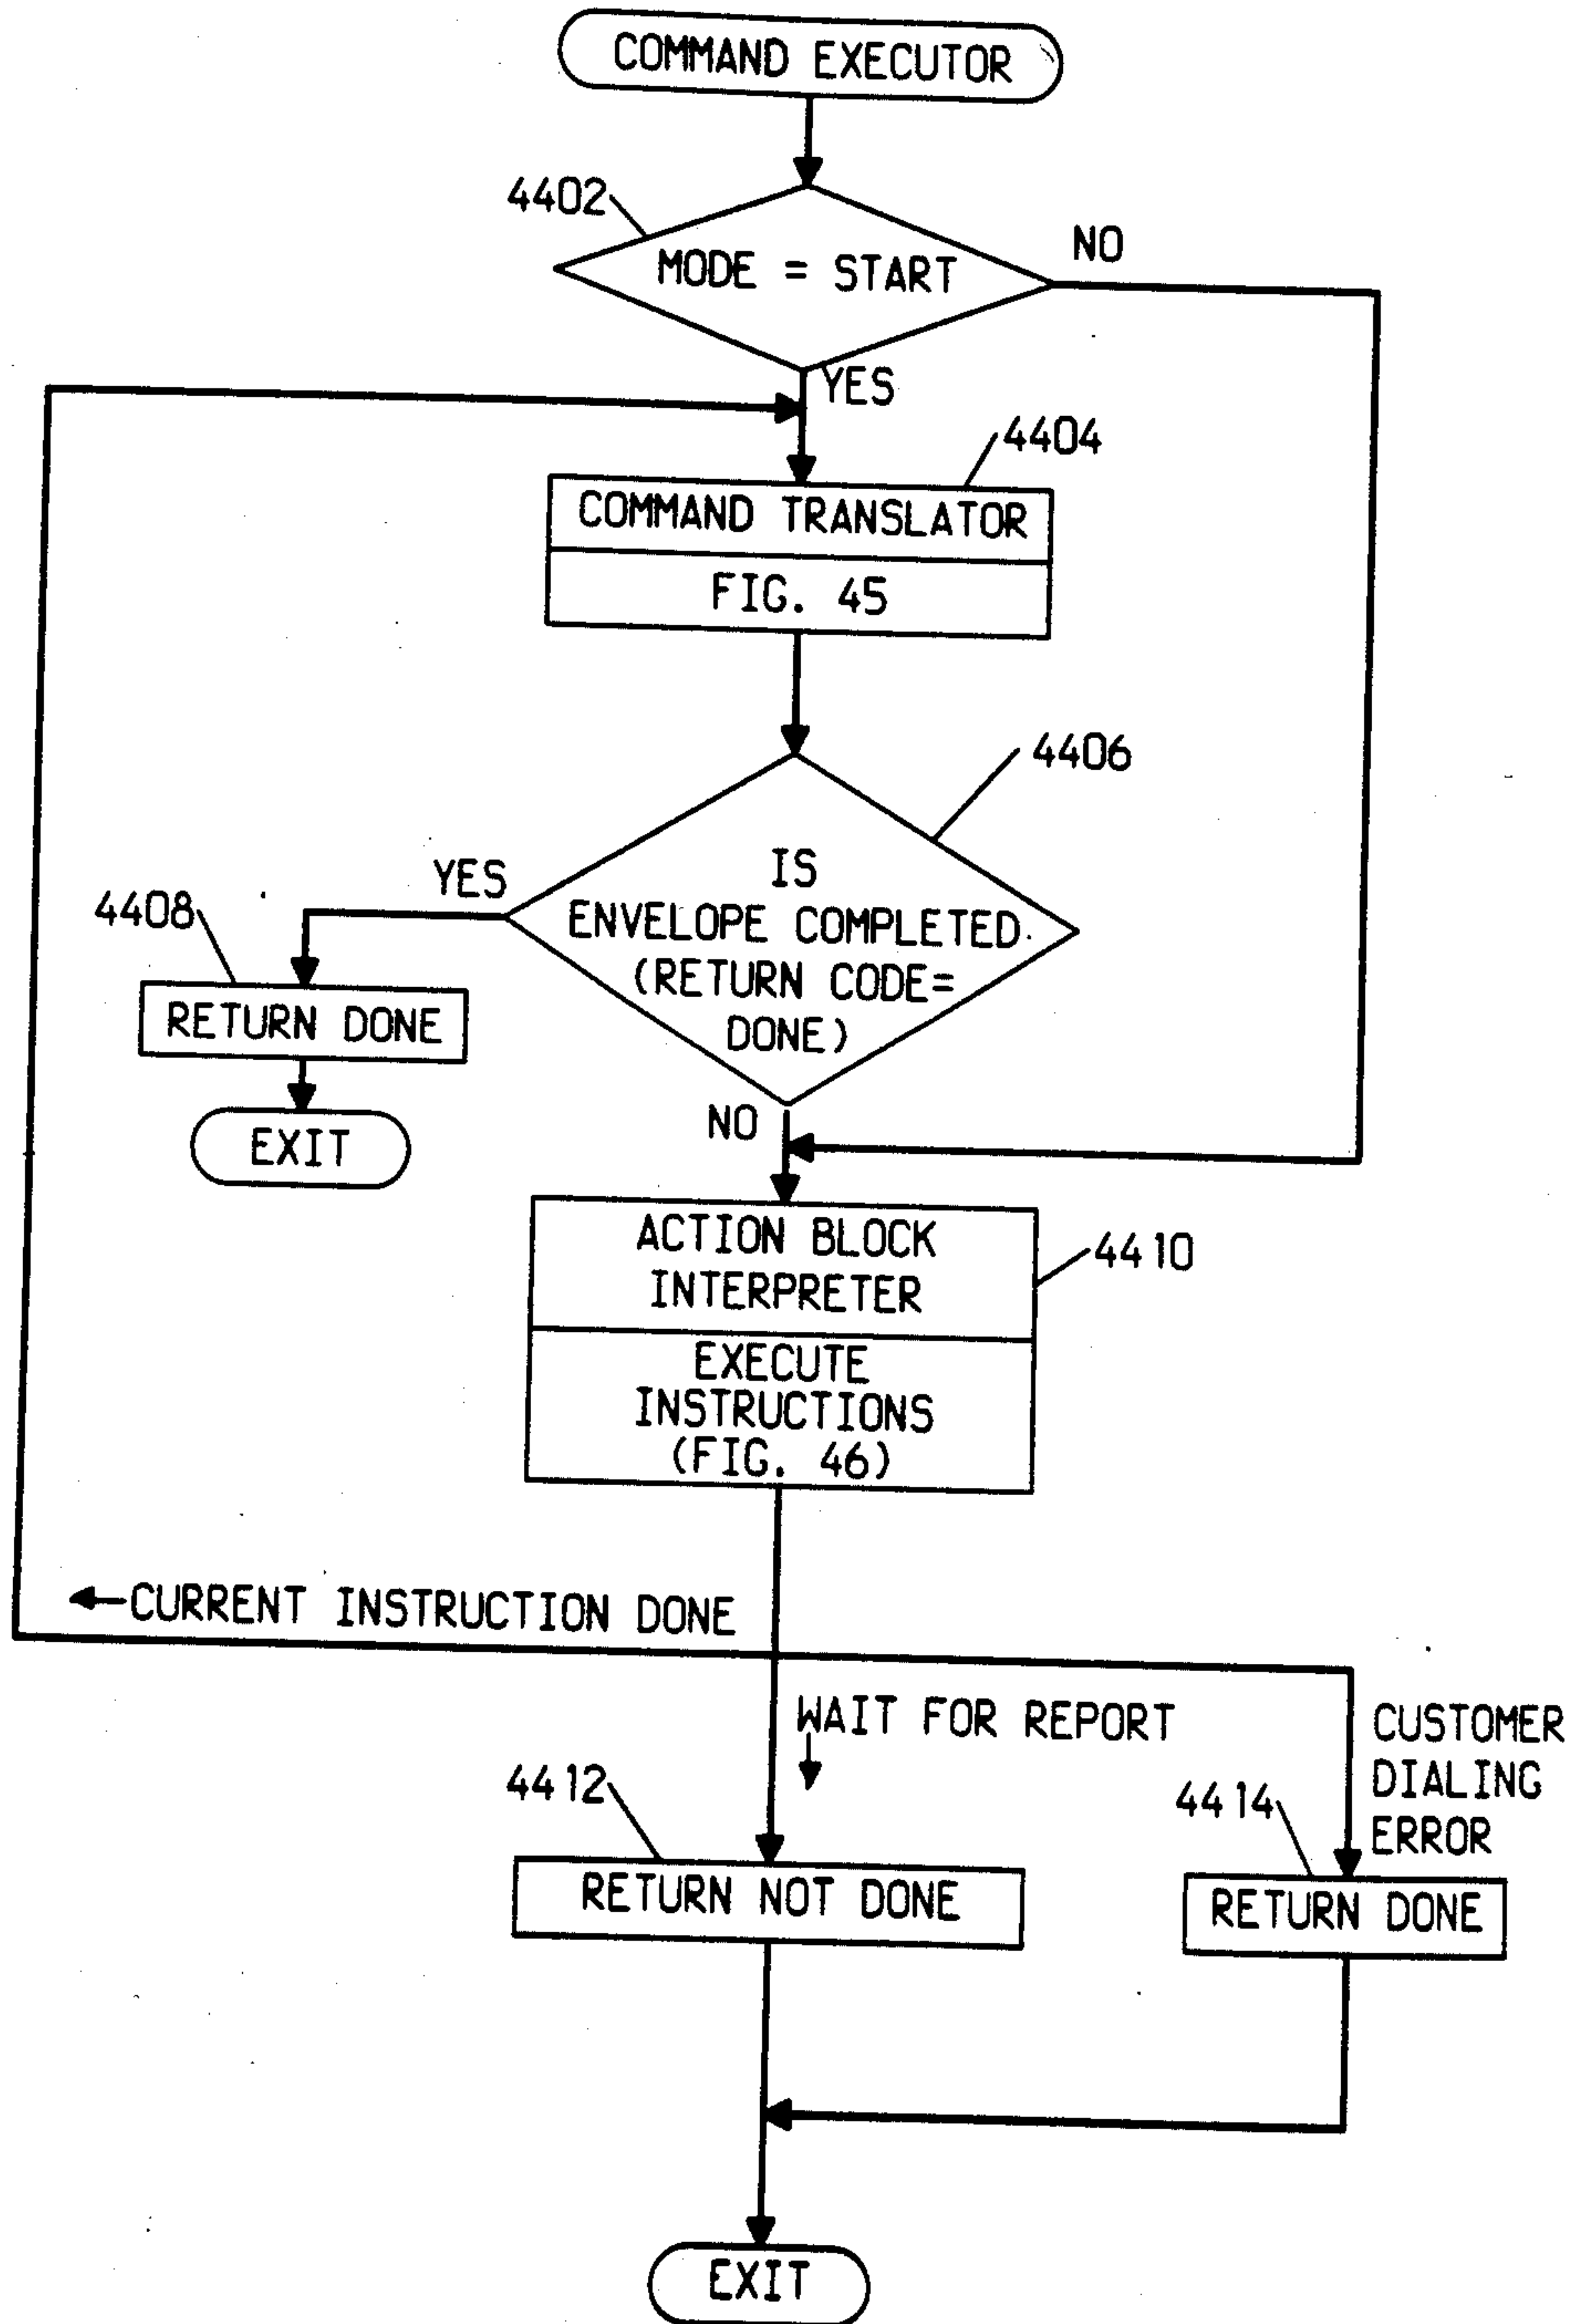 COMMAND EXECUTOR
4402
MODE = START
NO
YES
4404
COMMAND TRANSLATOR
FIG. 45
4406
YES
IS
ENVELOPE COMPLETED
(RETURN CODE=
DONE)
4408
RETURN DONE
EXIT
NO
ACTION BLOCK
INTERPRETER
4410
EXECUTE
INSTRUCTIONS
(FIG. 46)
CURRENT INSTRUCTION DONE
WAIT FOR REPORT
CUSTOMER
DIALING
ERROR
4412
4414
RETURN NOT DONE
RETURN DONE
EXIT